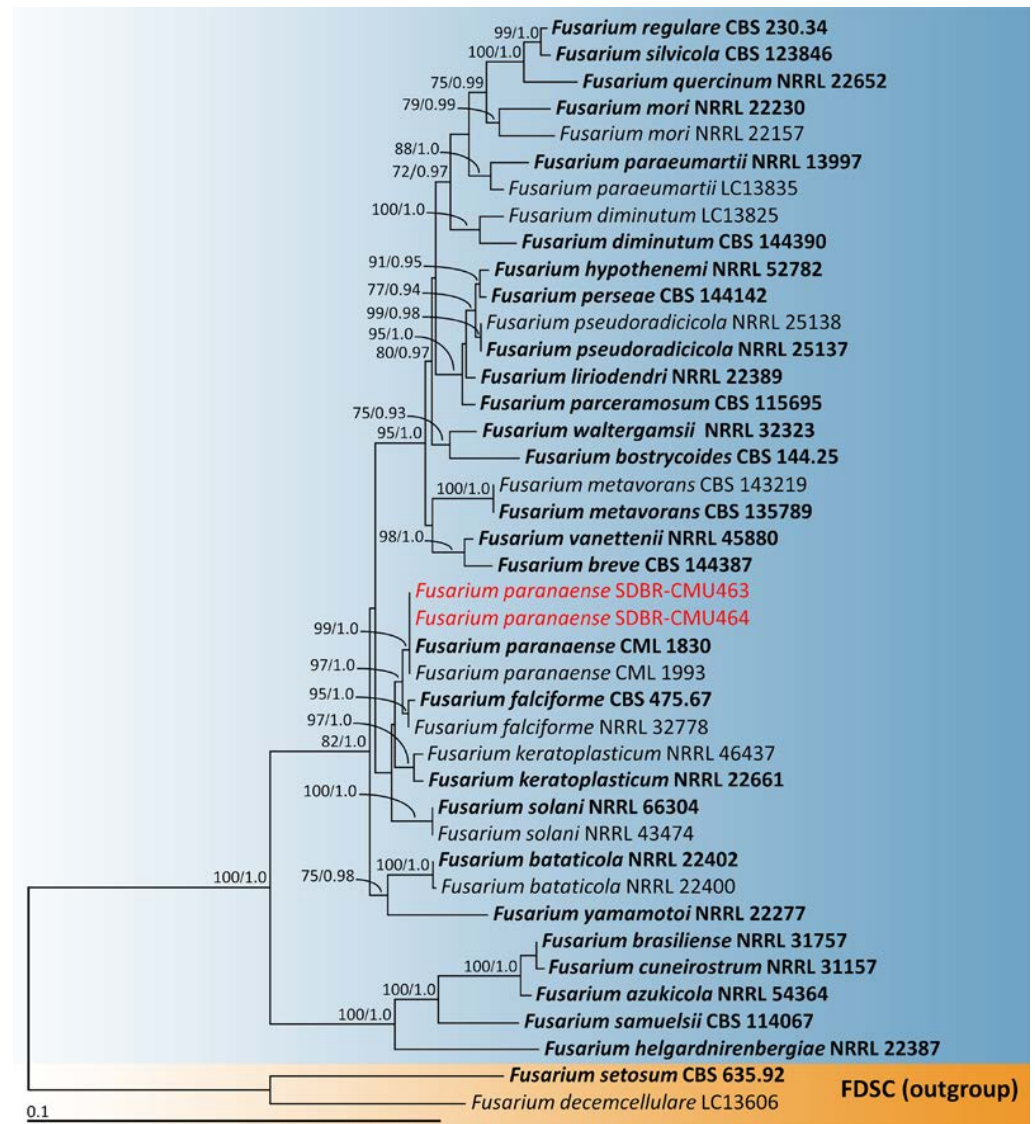 99/1.0
Fusarium regulare CBS 230.34
100/1.0
Fusarium silvicola CBS 123846
75/0.99
Fusarium quercinum NRRL 22652
79/0.99
Fusarium mori NRRL 22230
Fusarium mori NRRL 22157
88/1.0
Fusarium paraeumartii NRRL 13997
72/0.97
Fusarium paraeumartii LC13835
100/1.0
Fusarium diminutum LC13825
Fusarium diminutum CBS 144390
91/0.95
Fusarium hypothenemi NRRL 52782
77/0.94
Fusarium perseae CBS 144142
99/0.98
Fusarium pseudoradicicola NRRL 25138
95/1.0
Fusarium pseudoradicicola NRRL 25137
80/0.97
Fusarium liriodendri NRRL 22389
Fusarium parceramosum CBS 115695
75/0.93
Fusarium waltergamsii NRRL 32323
95/1.0
Fusarium bostrycoides CBS 144.25
Fusarium metavorans CBS 143219
100/1.0
Fusarium metavorans CBS 135789
98/1.0
Fusarium vanettenii NRRL 45880
Fusarium breve CBS 144387
Fusarium paranaense SDBR-CMU463
Fusarium paranaense SDBR-CMU464
99/1.0
Fusarium paranaense CML 1830
97/1.0
Fusarium paranaense CML 1993
95/1.0
Fusarium falciforme CBS 475.67
97/1.0
Fusarium falciforme NRRL 32778
82/1.0
Fusarium keratoplasticum NRRL 46437
Fusarium keratoplasticum NRRL 22661
100/1.0
Fusarium solani NRRL 66304
Fusarium solani NRRL 43474
100/1.0
Fusarium bataticola NRRL 22402
100/1.0
75/0.98
Fusarium bataticola NRRL 22400
Fusarium yamamotoi NRRL 22277
Fusarium brasiliense NRRL 31757
100/1.0
Fusarium cuneirostrum NRRL 31157
100/1.0
Fusarium azukicola NRRL 54364
100/1.0
Fusarium samuelsii CBS 114067
Fusarium helgardnirenbergiae NRRL 22387
Fusarium setosum CBS 635.92
FDSC (outgroup)
Fusarium decemcellulare LC13606
0.1